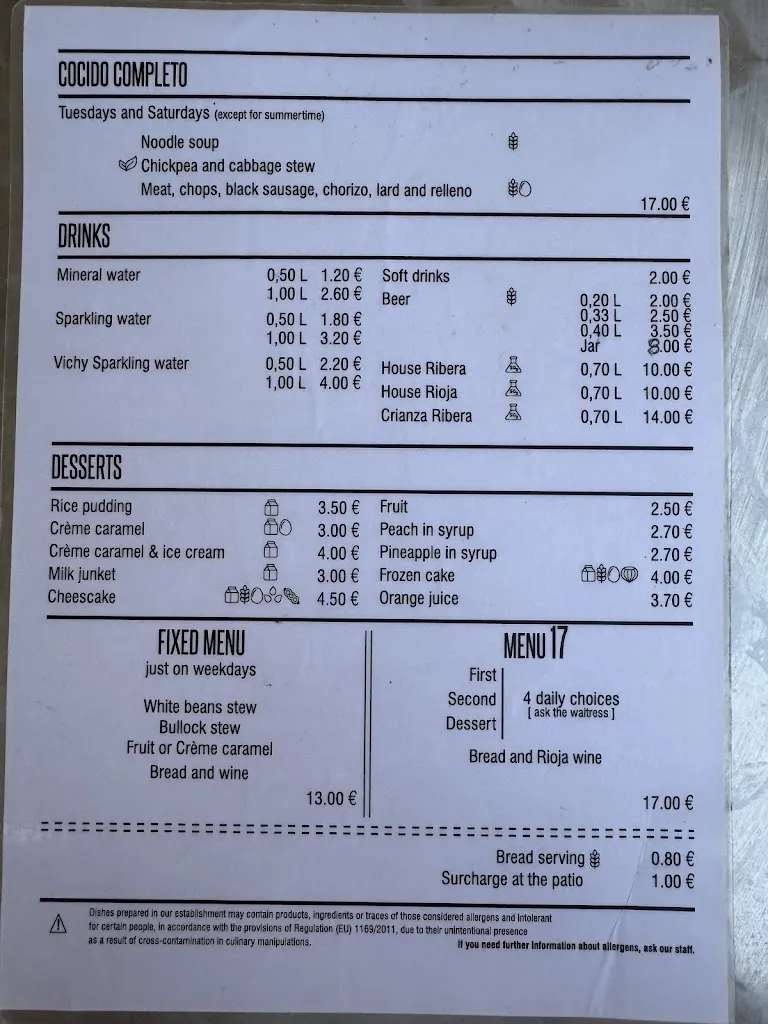 COCIDO COMPLETO
Tuesdays and Saturdays (except for summertime)
Noodle soup
Chickpea and cabbage stew
Meat, chops, black sausage, chorizo, lard and relleno
17.00 €
DRINKS
Mineral water 0,50 L 1.20 €
1,00 L 2.60 €
Sparkling water 0,50 L 1.80 €
1,00 L 3.20 €
Vichy Sparkling water 0,50 L 2.20 €
1,00 L 4.00 €
Soft drinks 2.00 €
Beer 0,20 L 2.00 €
0,33 L 2.50 €
0,40 L 3.50 €
Jar 8.00 €
House Ribera 0,70 L 10.00 €
House Rioja 0,70 L 10.00 €
Crianza Ribera 0,70 L 14.00 €
DESSERTS
Rice pudding 3.50 €
Crème caramel 3.00 €
Crème caramel & ice cream 4.00 €
Milk junket 3.00 €
Cheescake 4.50 €
Fruit 2.50 €
Peach in syrup 2.70 €
Pineapple in syrup 2.70 €
Frozen cake 4.00 €
Orange juice 3.70 €
FIXED MENU
just on weekdays
White beans stew
Bullock stew
Fruit or Crème caramel
Bread and wine
13.00 €
MENU 17
First
Second
Dessert
4 daily choices
[ ask the waitress ]
Bread and Rioja wine
17.00 €
Bread serving 0.80 €
Surcharge at the patio 1.00 €
Dishes prepared in our establishment may contain products, ingredients or traces of those considered allergens and Intolerant
for certain people, in accordance with the provisions of Regulation (EU) 1169/2011, due to their unintentional presence
as a result of cross-contamination in culinary manipulations.
If you need further Information about allergens, ask our staff.